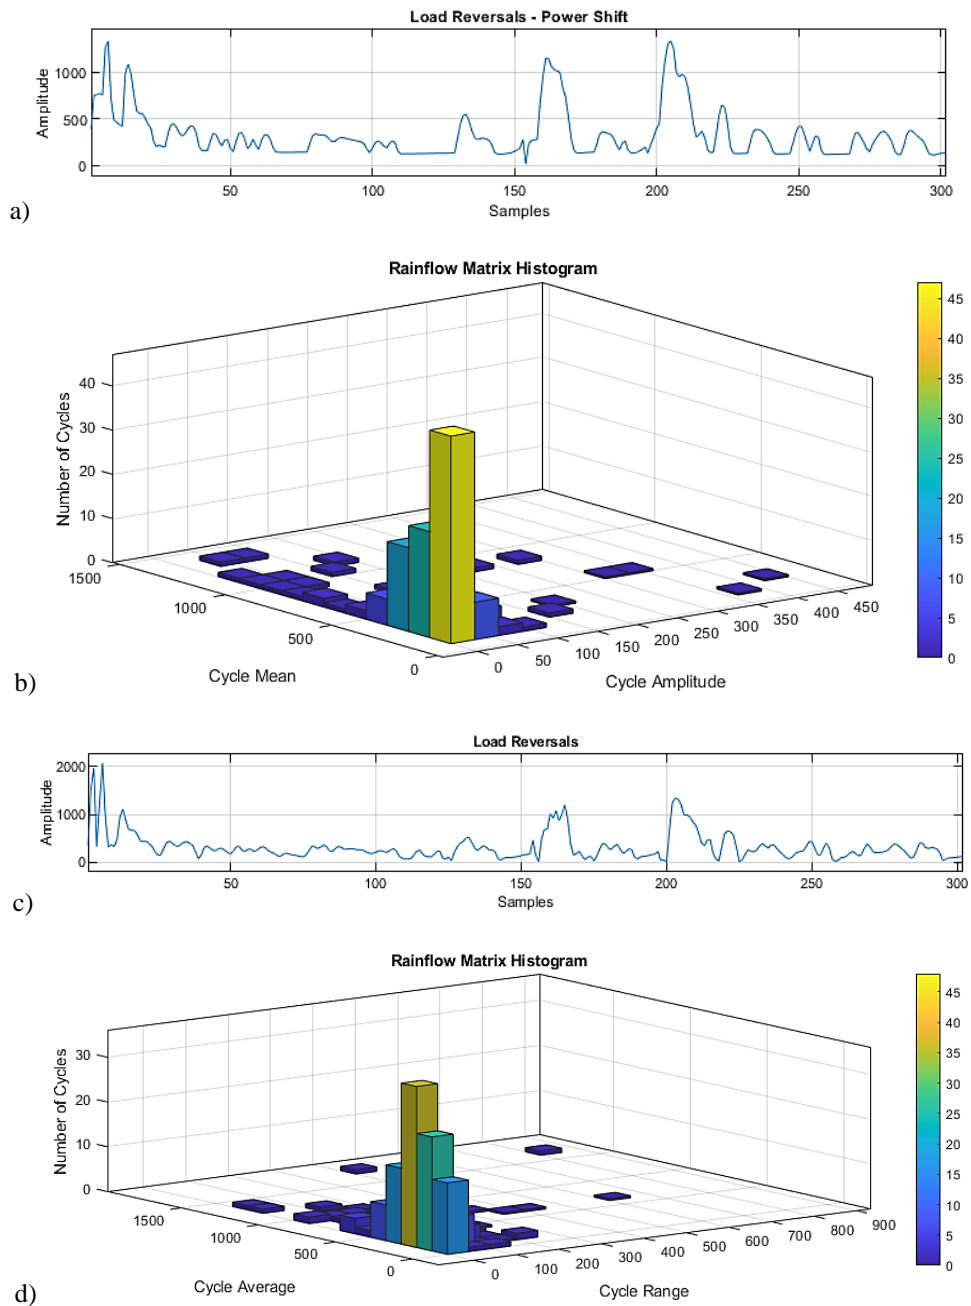 Load Reversals - Power Shift
Amplitude
1000
500
0
50 100 150 200 250 300
Samples
a)
Rainflow Matrix Histogram
Number of Cycles
40
30
20
10
0
1500
1000
500
0
Cycle Mean
0 50 100 150 200 250 300 350 400 450
Cycle Amplitude
45
40
35
30
25
20
15
10
5
0
b)
Load Reversals
Amplitude
2000
1000
0
50 100 150 200 250 300
Samples
c)
Rainflow Matrix Histogram
Number of Cycles
30
20
10
0
1500
1000
500
0
Cycle Average
0 100 200 300 400 500 600 700 800 900
Cycle Range
45
40
35
30
25
20
15
10
5
0
d)